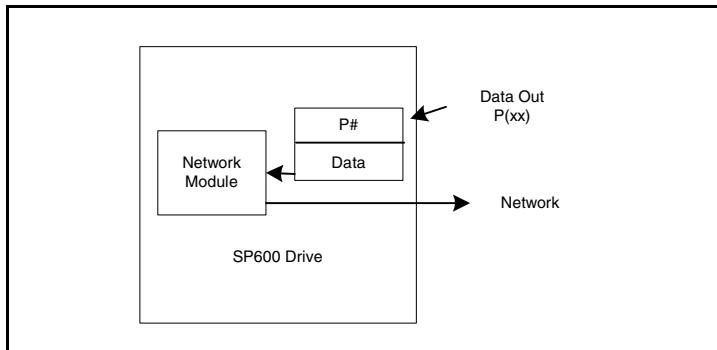 Data Out
P(xx)
P#
Data
Network
Module
Network
SP600 Drive